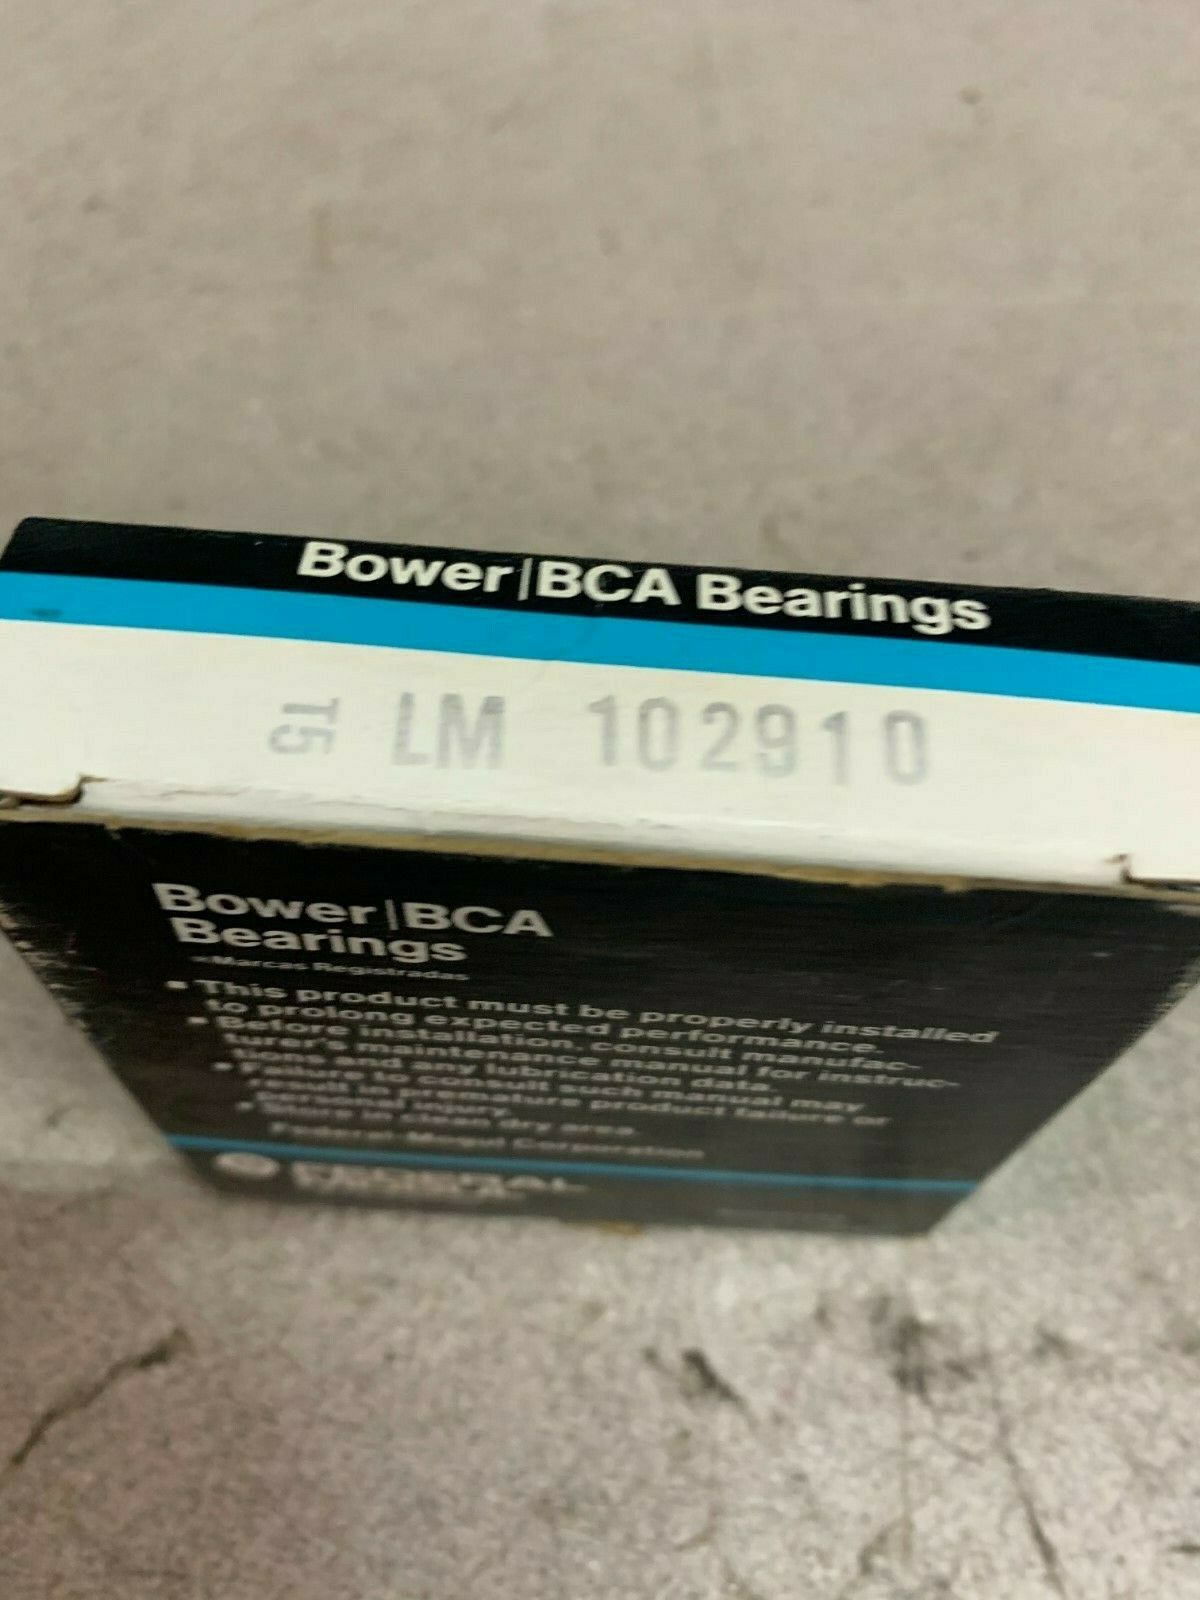 Bower|BCA Bearings
T5 LM 102910
Bower|BCA
Bearings
Marcas Registradas
• This product must be properly installed
to prolong expected performance.
• Before installation, consult manufac-
turer's maintenance manual for instruc-
tions and any lubrication data.
• Failure to consult such manual may
result in premature product failure or
personal injury.
• Store in clean dry area.
Federal-Mogul Corporation
FEDERAL
MOGUL